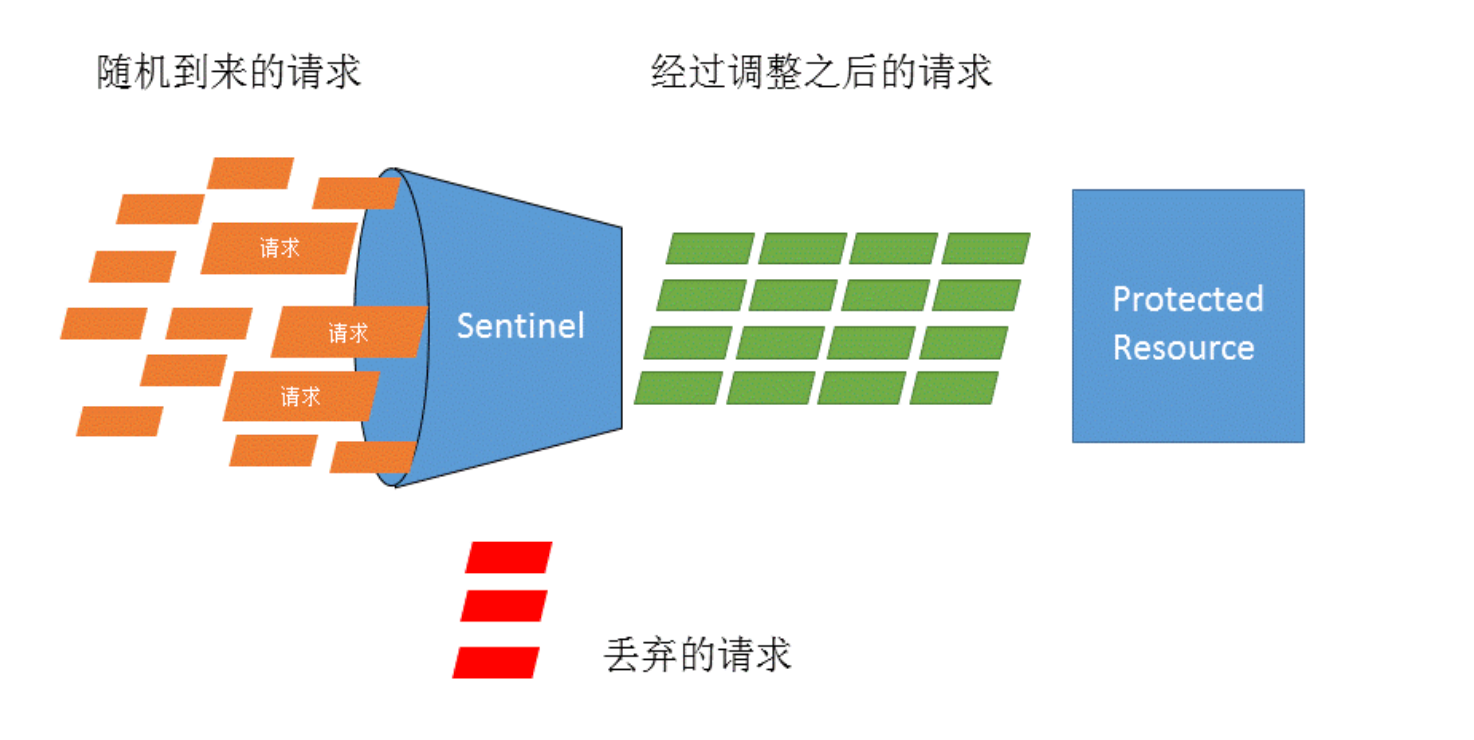 随机到来的请求
经过调整之后的请求
请求
请求
请求
Sentinel
Protected
Resource
丢弃的请求